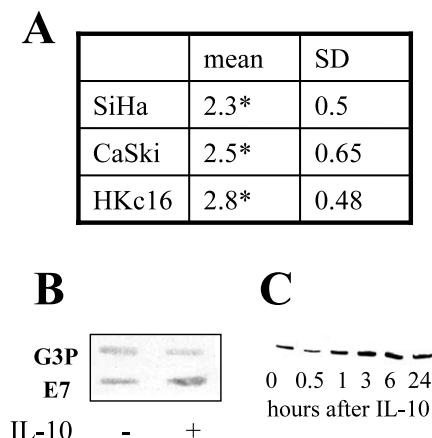 A
mean SD
SiHa 2.3* 0.5
CaSki 2.5* 0.65
HKc16 2.8* 0.48
B
G3P
E7
IL-10 - +
C
0 0.5 1 3 6 24
hours after IL-10